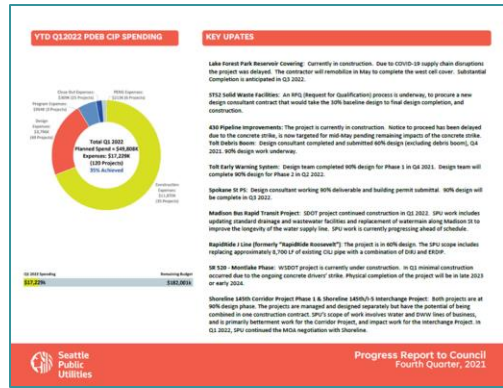 YTD Q12022 PDEB CIP SPENDING
KEY UPATES
Lake Forest Park Reservoir Covering: Currently in construction. Due to COVID-19 supply chain disruptions
the project was delayed. The contractor will remobilize in May to complete the west cell cover. Substantial
Completion is anticipated in Q3 2022.
STS2 Solid Waste Facilities: An RFQ (Request for Qualification) process is underway, to procure a new
design consultant contract that would take the 30% baseline design to final design completion, and
construction.
430 Pipeline Improvements: The project is currently in construction. Notice to proceed has been delayed
due to the concrete strike, is now targeted for mid-May pending remaining impacts of the concrete strike.
Tolt Debris Boom: Design consultant completed and submitted 60% design (excluding debris boom), Q4
2021. 90% design work underway.
Tolt Early Warning System: Design team completed 90% design for Phase 1 in Q4 2021. Design team will
complete 90% design for Phase 2 in Q2 2022.
Spokane St PS: Design consultant working 90% deliverable and building permit submittal. 90% design will
be complete in Q3 2022.
Madison Bus Rapid Transit Project: SDOT project continued construction in Q1 2022. SPU work includes
updating standard drainage and wastewater facilities and replacement of watermain along Madison St to
improve the longevity of the water supply line. SPU work is currently progressing ahead of schedule.
RapidRide J Line (formerly "RapidRide Roosevelt"): The project is in 60% design. The SPU scope includes
replacing approximately 8,700 LF of existing CILJ pipe with a combination of DIRJ and ERDIP.
SR 520 - Montlake Phase: WSDOT project is currently under construction. In Q1 minimal construction
occurred due to the ongoing concrete drivers' strike. Physical completion of the project will be in late 2023
or early 2024.
Shoreline 145th Corridor Project Phase 1 & Shoreline 145th/I-5 Interchange Project: Both projects are at
90% design phase. The projects are managed and designed separately but have the potential of being
combined in one construction contract. SPU's scope of work involves Water and DWW lines of business,
and is primarily betterment work for the Corridor Project, and impact work for the Interchange Project. In
Q1 2022, SPU continued the MOA negotiation with Shoreline.
Total Q1 2022
Planned Spend = $49,808K
Expenses: $17,229K
(120 Projects)
35% Achieved
Design
Expenses:
Construction
Expenses:
Q1 2022 Spending
Remaining Budget
$17,229k
$182,001k
Seattle
Public
Utilities
Progress Report to Council
Fourth Quarter, 2021